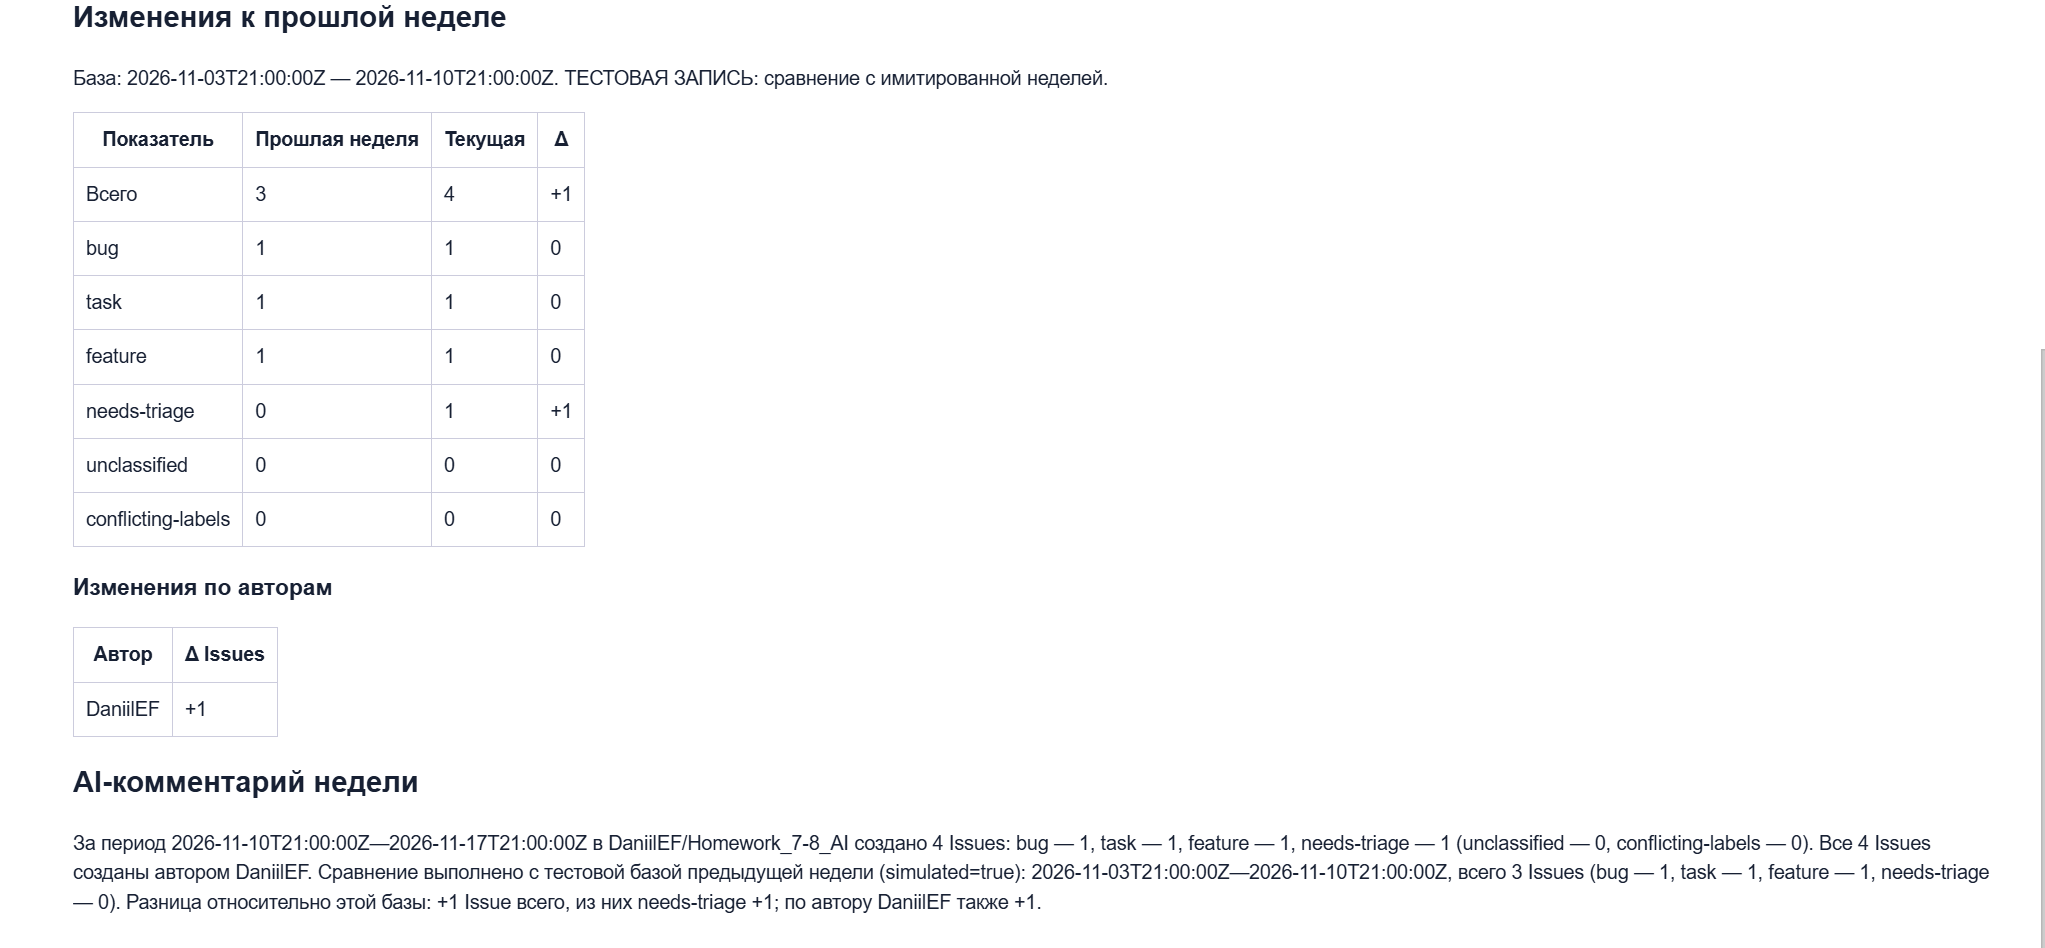 Изменения к прошлой неделе
База: 2026-11-03T21:00:00Z — 2026-11-10T21:00:00Z. ТЕСТОВАЯ ЗАПИСЬ: сравнение с имитированной неделей.
Показатель Прошлая неделя Текущая Δ
Всего 3 4 +1
bug 1 1 0
task 1 1 0
feature 1 1 0
needs-triage 0 1 +1
unclassified 0 0 0
conflicting-labels 0 0 0
Изменения по авторам
Автор Δ Issues
DaniilEF +1
AI-комментарий недели
За период 2026-11-10T21:00:00Z—2026-11-17T21:00:00Z в DaniilEF/Homework_7-8_AI создано 4 Issues: bug — 1, task — 1, feature — 1, needs-triage — 1 (unclassified — 0, conflicting-labels — 0). Все 4 Issues
созданы автором DaniilEF. Сравнение выполнено с тестовой базой предыдущей недели (simulated=true): 2026-11-03T21:00:00Z—2026-11-10T21:00:00Z, всего 3 Issues (bug — 1, task — 1, feature — 1, needs-triage
— 0). Разница относительно этой базы: +1 Issue всего, из них needs-triage +1; по автору DaniilEF также +1.